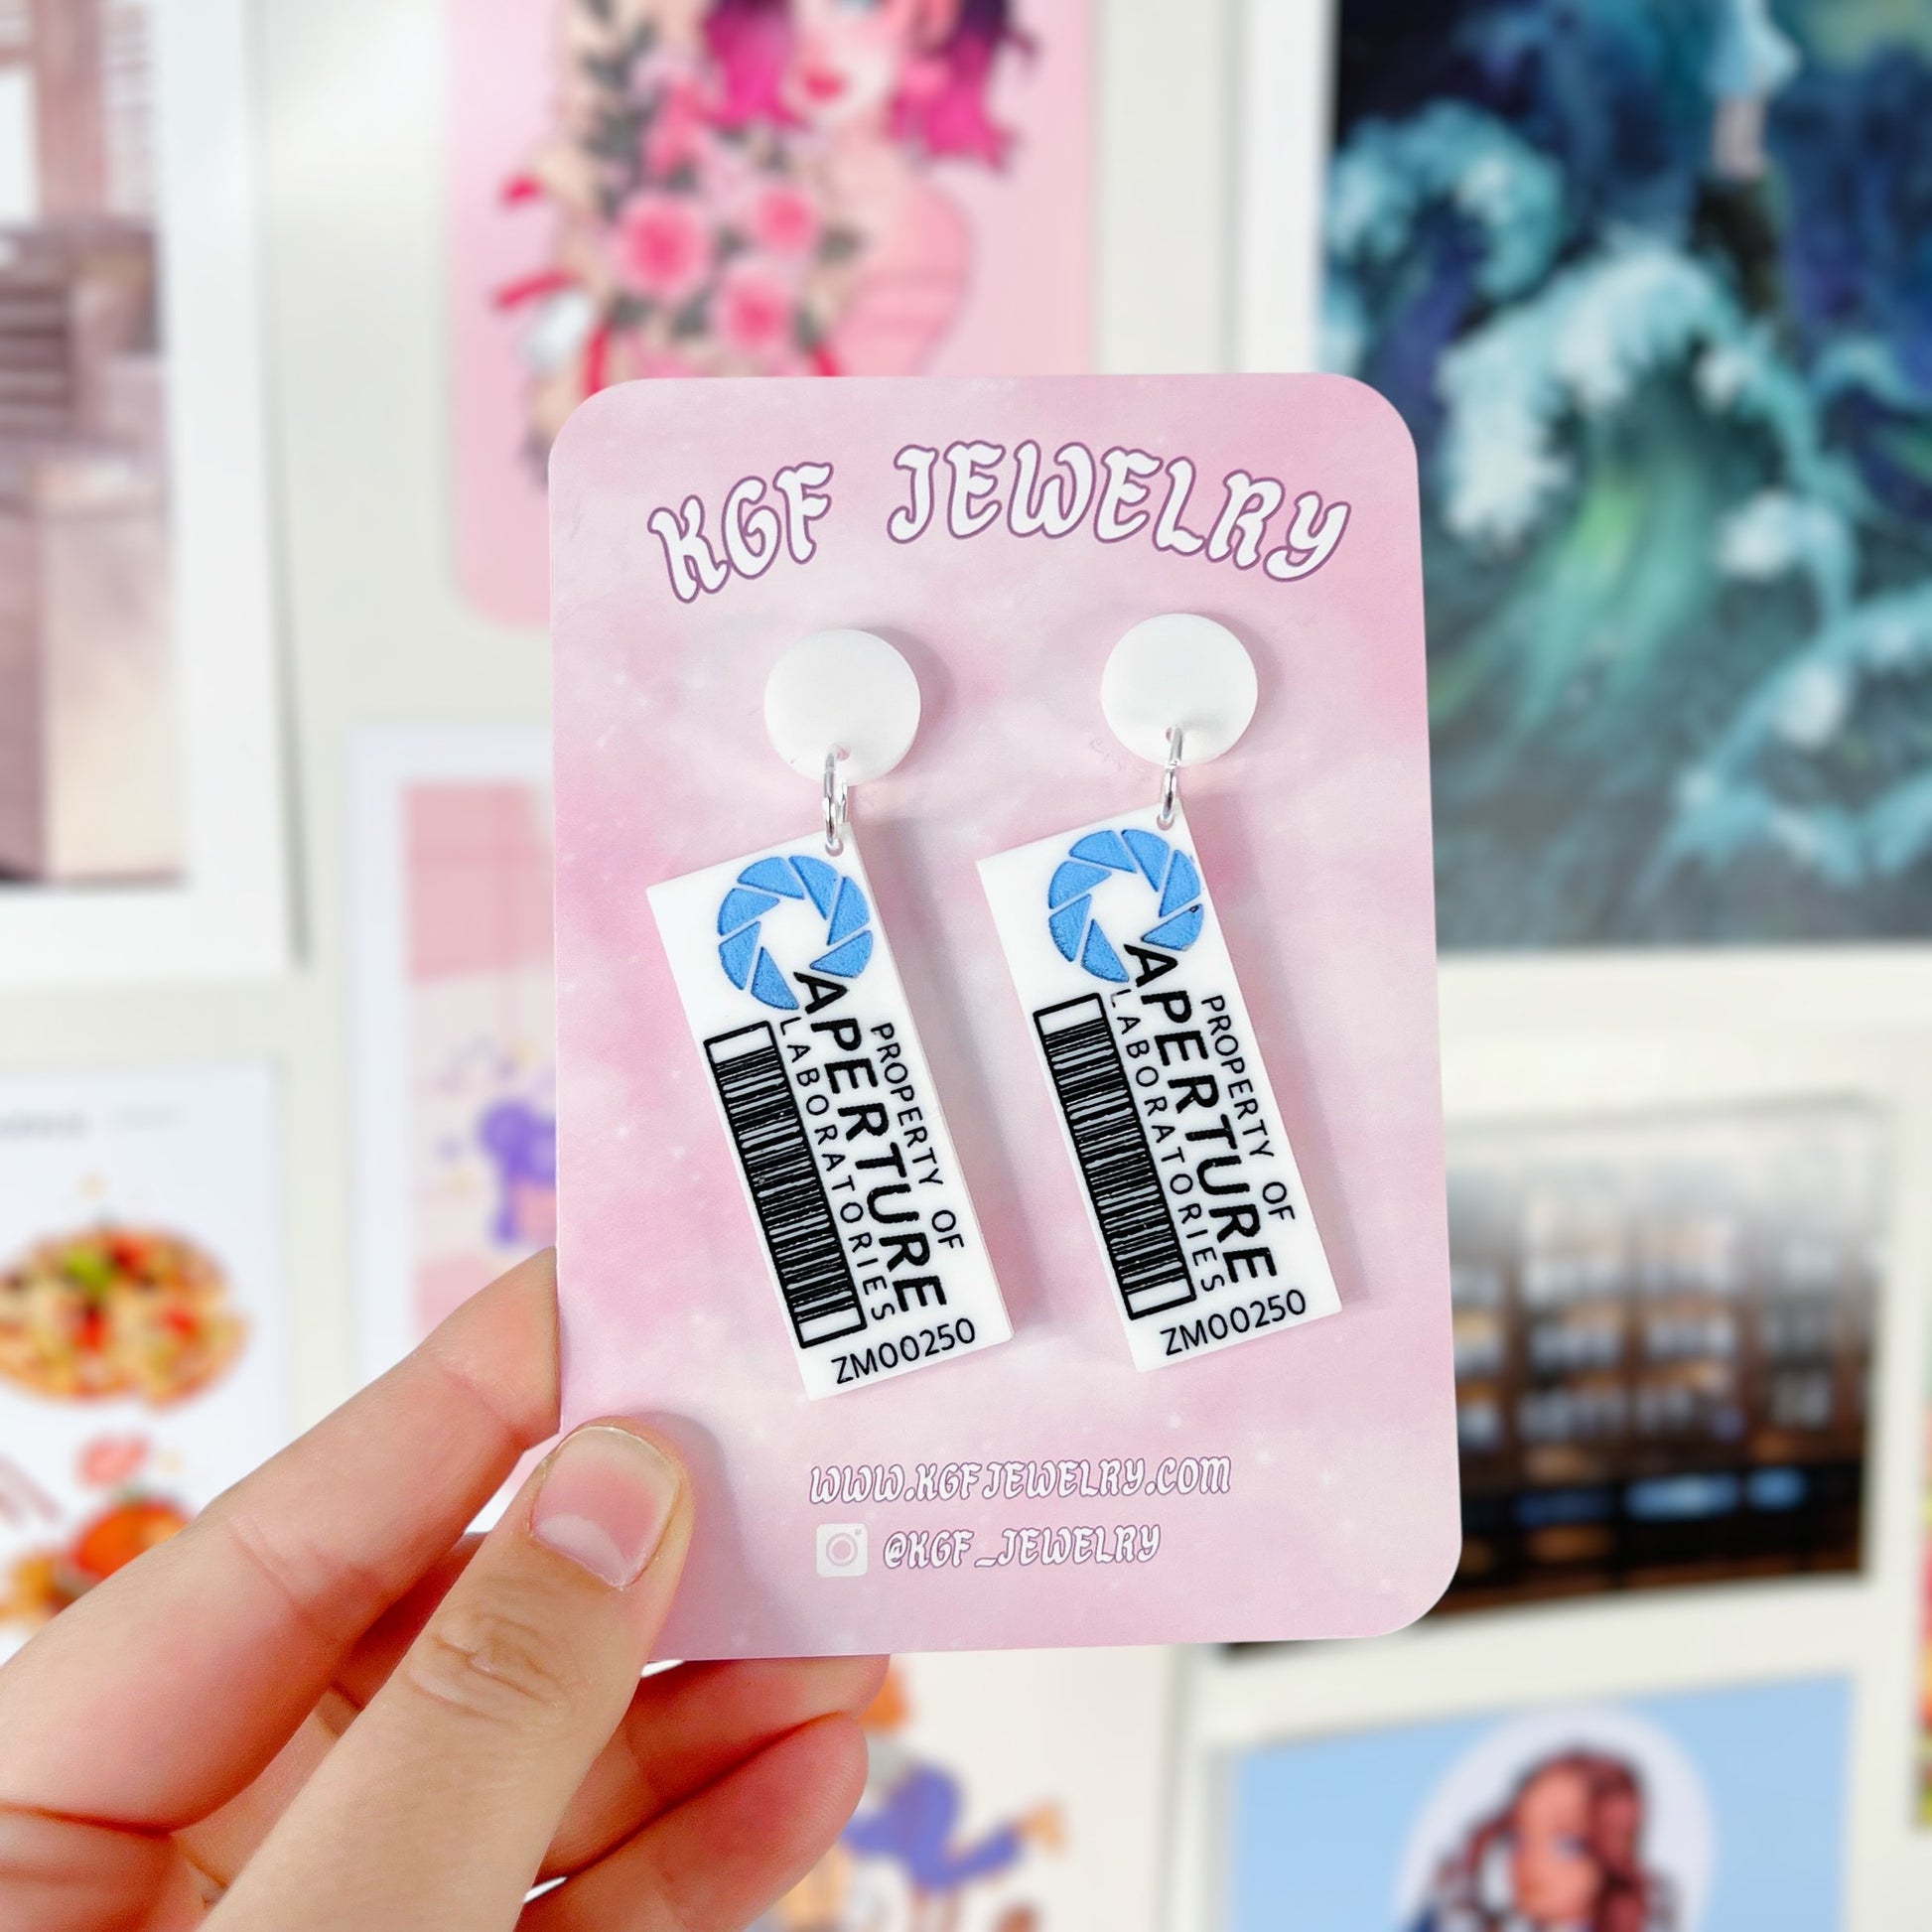 KGF JEWELRY
PROPERTY OF
APERTURE
LABORATORIES
ZM00250
PROPERTY OF
APERTURE
LABORATORIES
ZM00250
WWW.KGFJEWELRY.COM
@KGF_JEWELRY